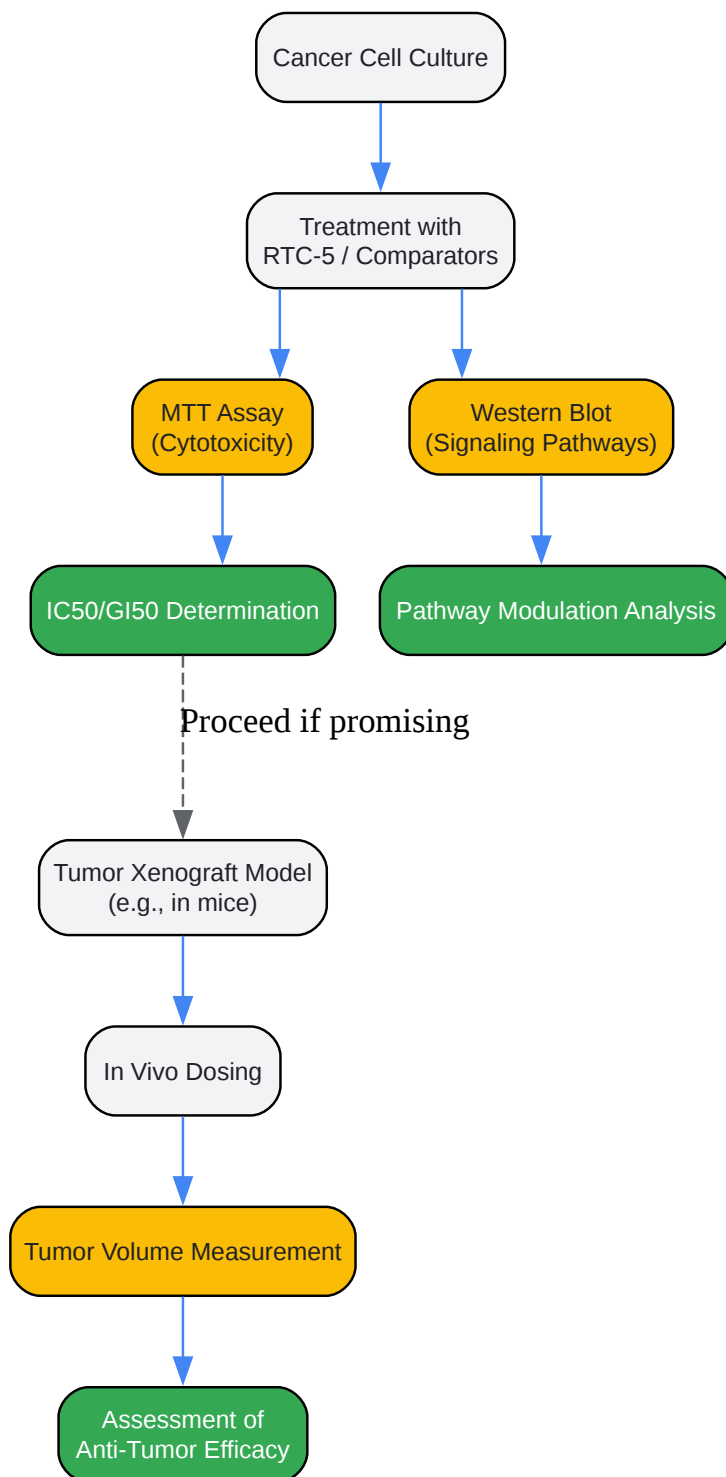 Cancer Cell Culture
Treatment with
RTC-5 / Comparators
MTT Assay
(Cytotoxicity)
Western Blot
(Signaling Pathways)
IC50/GI50 Determination
Pathway Modulation Analysis
Proceed if promising
Tumor Xenograft Model
(e.g., in mice)
In Vivo Dosing
Tumor Volume Measurement
Assessment of
Anti-Tumor Efficacy